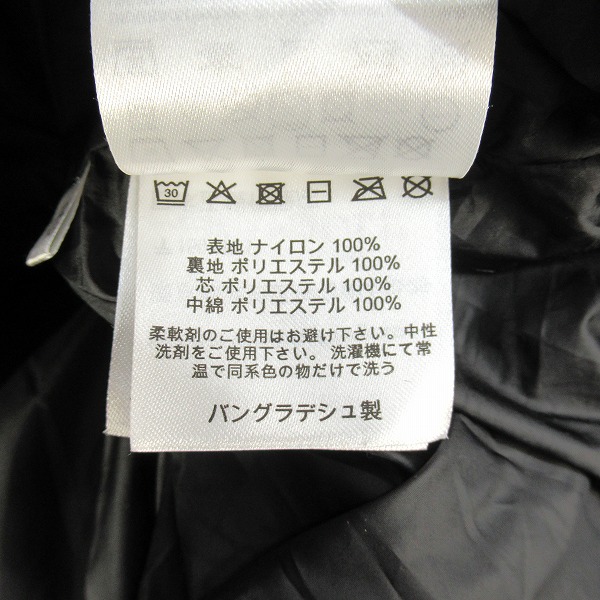 30
表地 ナイロン 100%
裏地 ポリエステル 100%
芯 ポリエステル 100%
中綿 ポリエステル 100%
柔軟剤のご使用はお避け下さい。中性
洗剤をご使用下さい。洗濯機にて常
温で同系色の物だけで洗う
バングラデシュ製